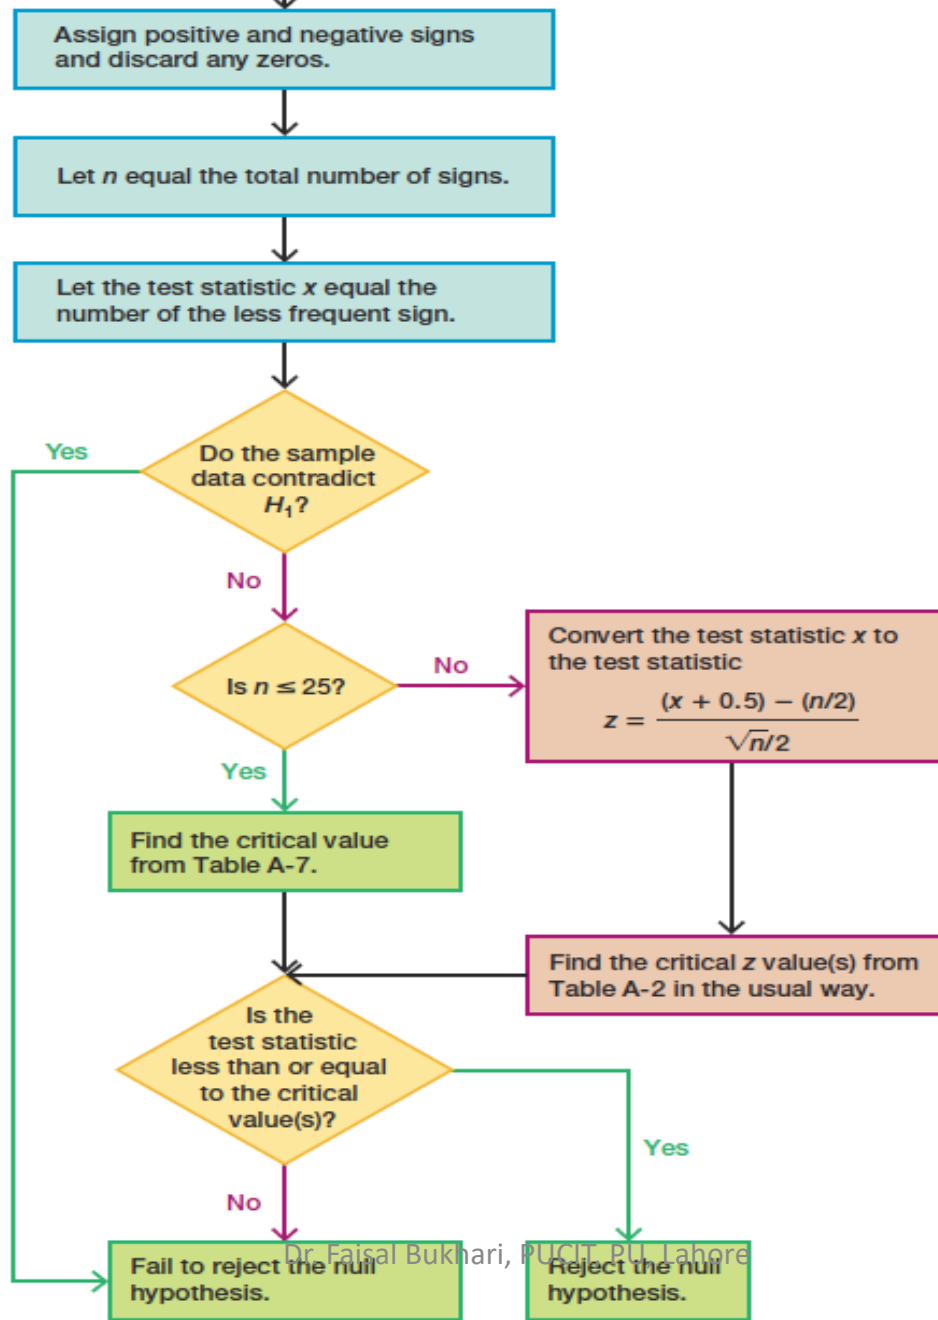 Assign positive and negative signs
and discard any zeros.
Let n equal the total number of signs.
Let the test statistic x equal the
number of the less frequent sign.
Yes
Do the sample
data contradict
H₁?
No
Is n ≤ 25?
No
Convert the test statistic x to
the test statistic
z = (x + 0.5) − (n/2) / √n/2
Yes
Find the critical value
from Table A-7.
Find the critical z value(s) from
Table A-2 in the usual way.
Is the
test statistic
less than or equal
to the critical
value(s)?
Yes
No
Fail to reject the null
hypothesis.
Reject the null
hypothesis.
Dr. Faisal Bukhari, PUCIT, PU, Lahore